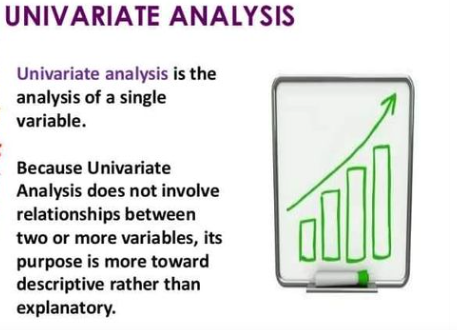 UNIVARIATE ANALYSIS
Univariate analysis is the
analysis of a single
variable.
Because Univariate
Analysis does not involve
relationships between
two or more variables, its
purpose is more toward
descriptive rather than
explanatory.